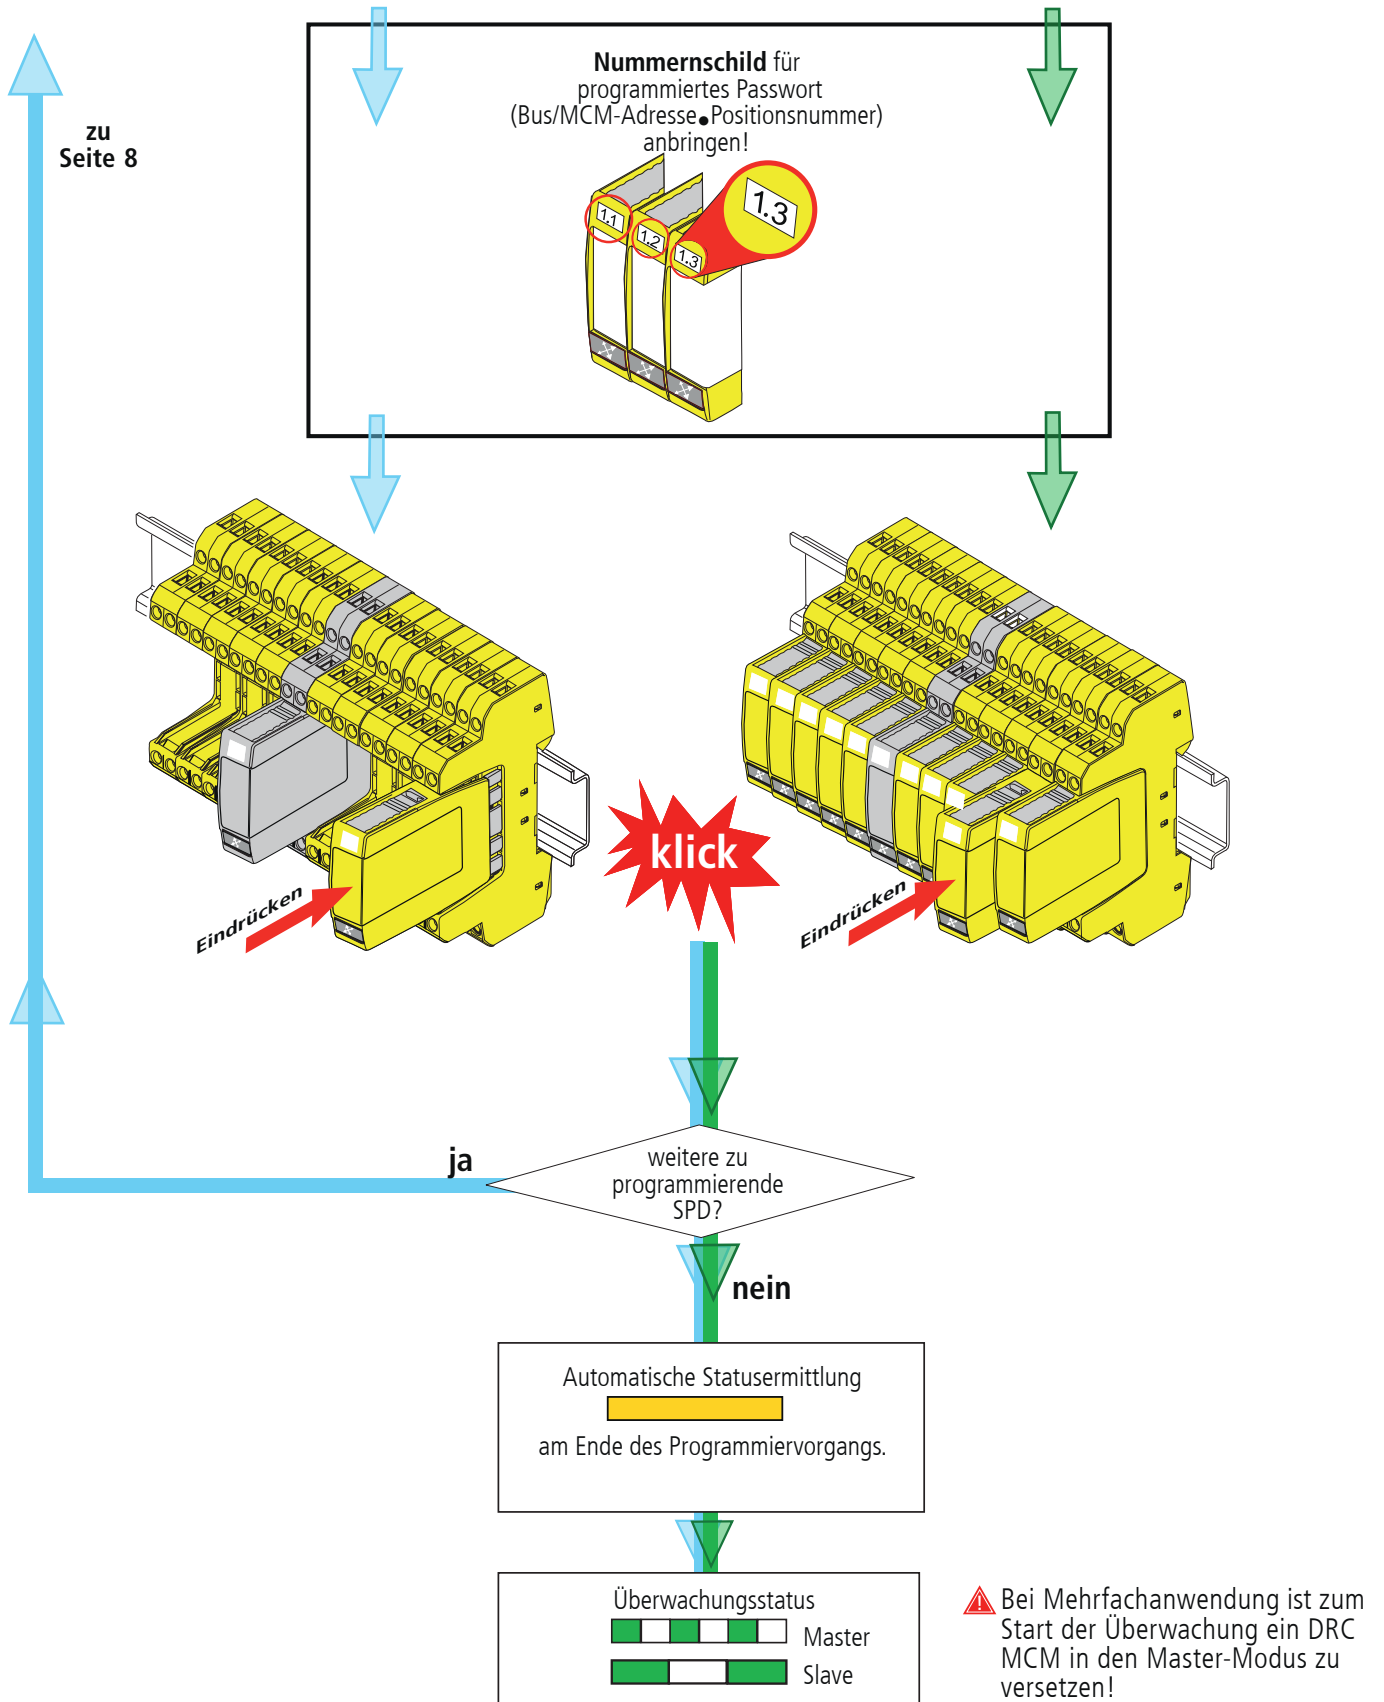 Nummernschild für
programmiertes Passwort
(Bus/MCM-Adresse●Positionsnummer)
anbringen!
zu
Seite 8
1.1
1.2
1.3
1.3
klick
Eindrücken
Eindrücken
ja
weitere zu
programmierende
SPD?
nein
Automatische Statusermittlung
am Ende des Programmiervorgangs.
Überwachungsstatus
Master
Slave
Bei Mehrfachanwendung ist zum
Start der Überwachung ein DRC
MCM in den Master-Modus zu
versetzen!